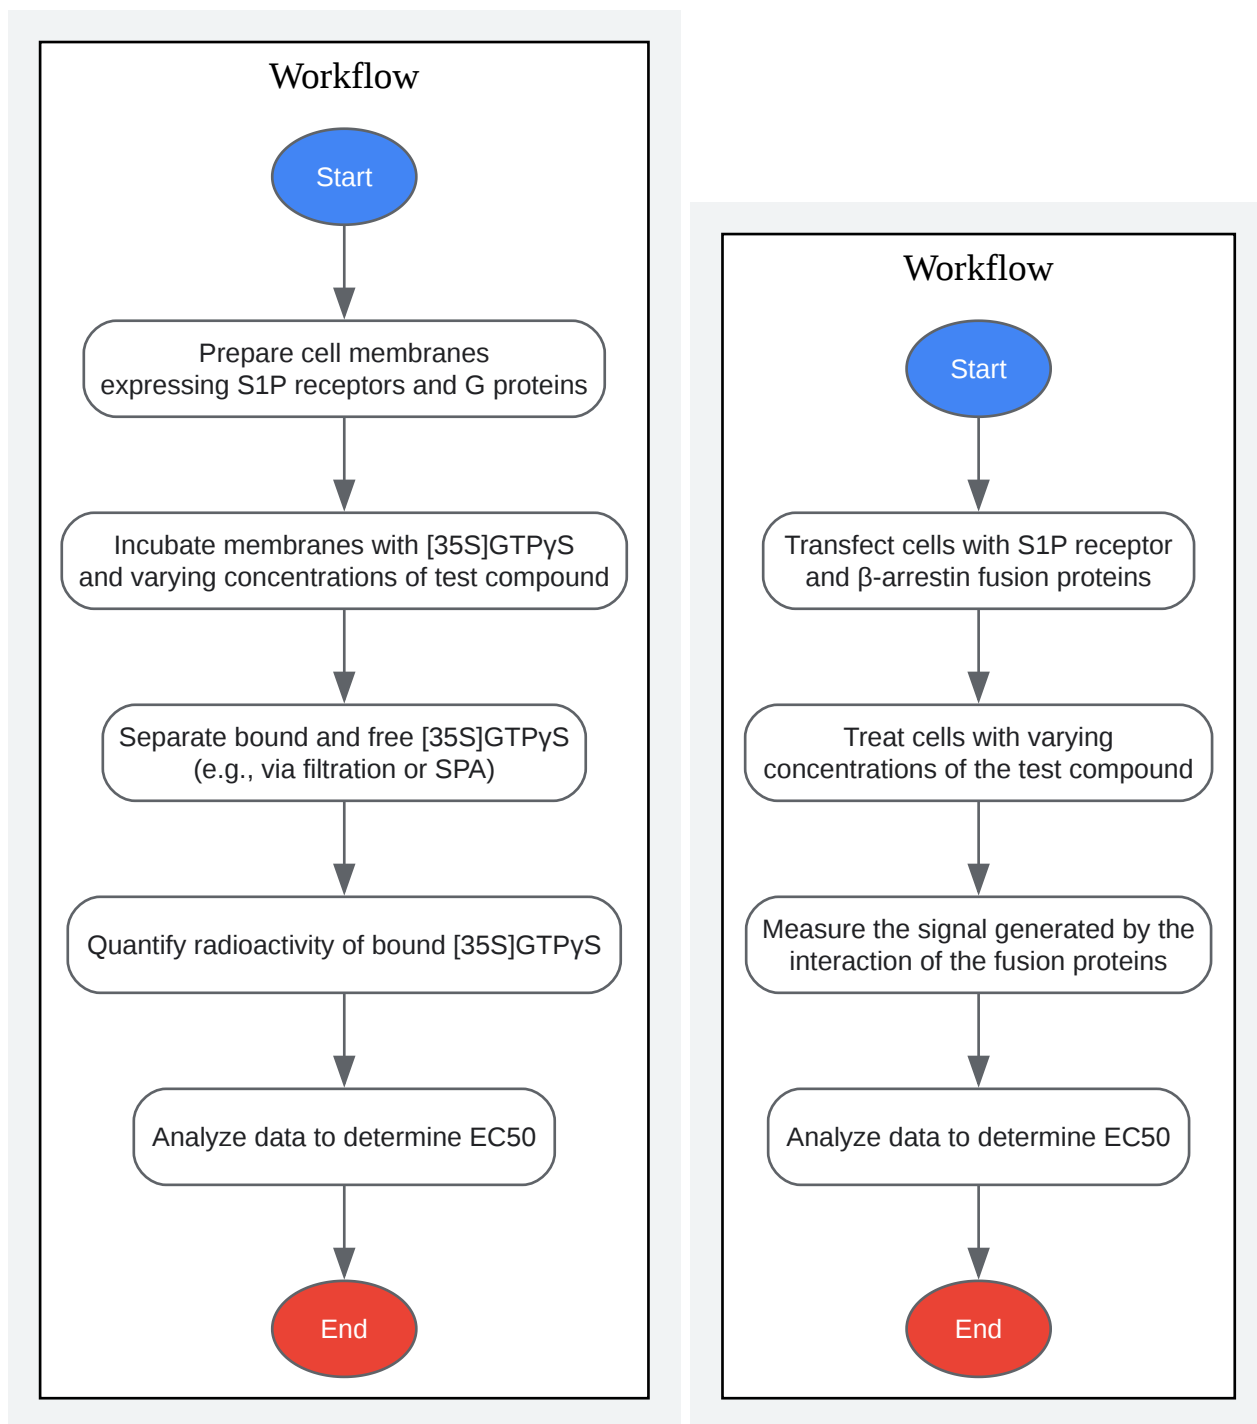 Workflow
Start
Prepare cell membranes
expressing S1P receptors and G proteins
Incubate membranes with [35S]GTPγS
and varying concentrations of test compound
Separate bound and free [35S]GTPγS
(e.g., via filtration or SPA)
Quantify radioactivity of bound [35S]GTPγS
Analyze data to determine EC50
End
Workflow
Start
Transfect cells with S1P receptor
and β-arrestin fusion proteins
Treat cells with varying
concentrations of the test compound
Measure the signal generated by the
interaction of the fusion proteins
Analyze data to determine EC50
End